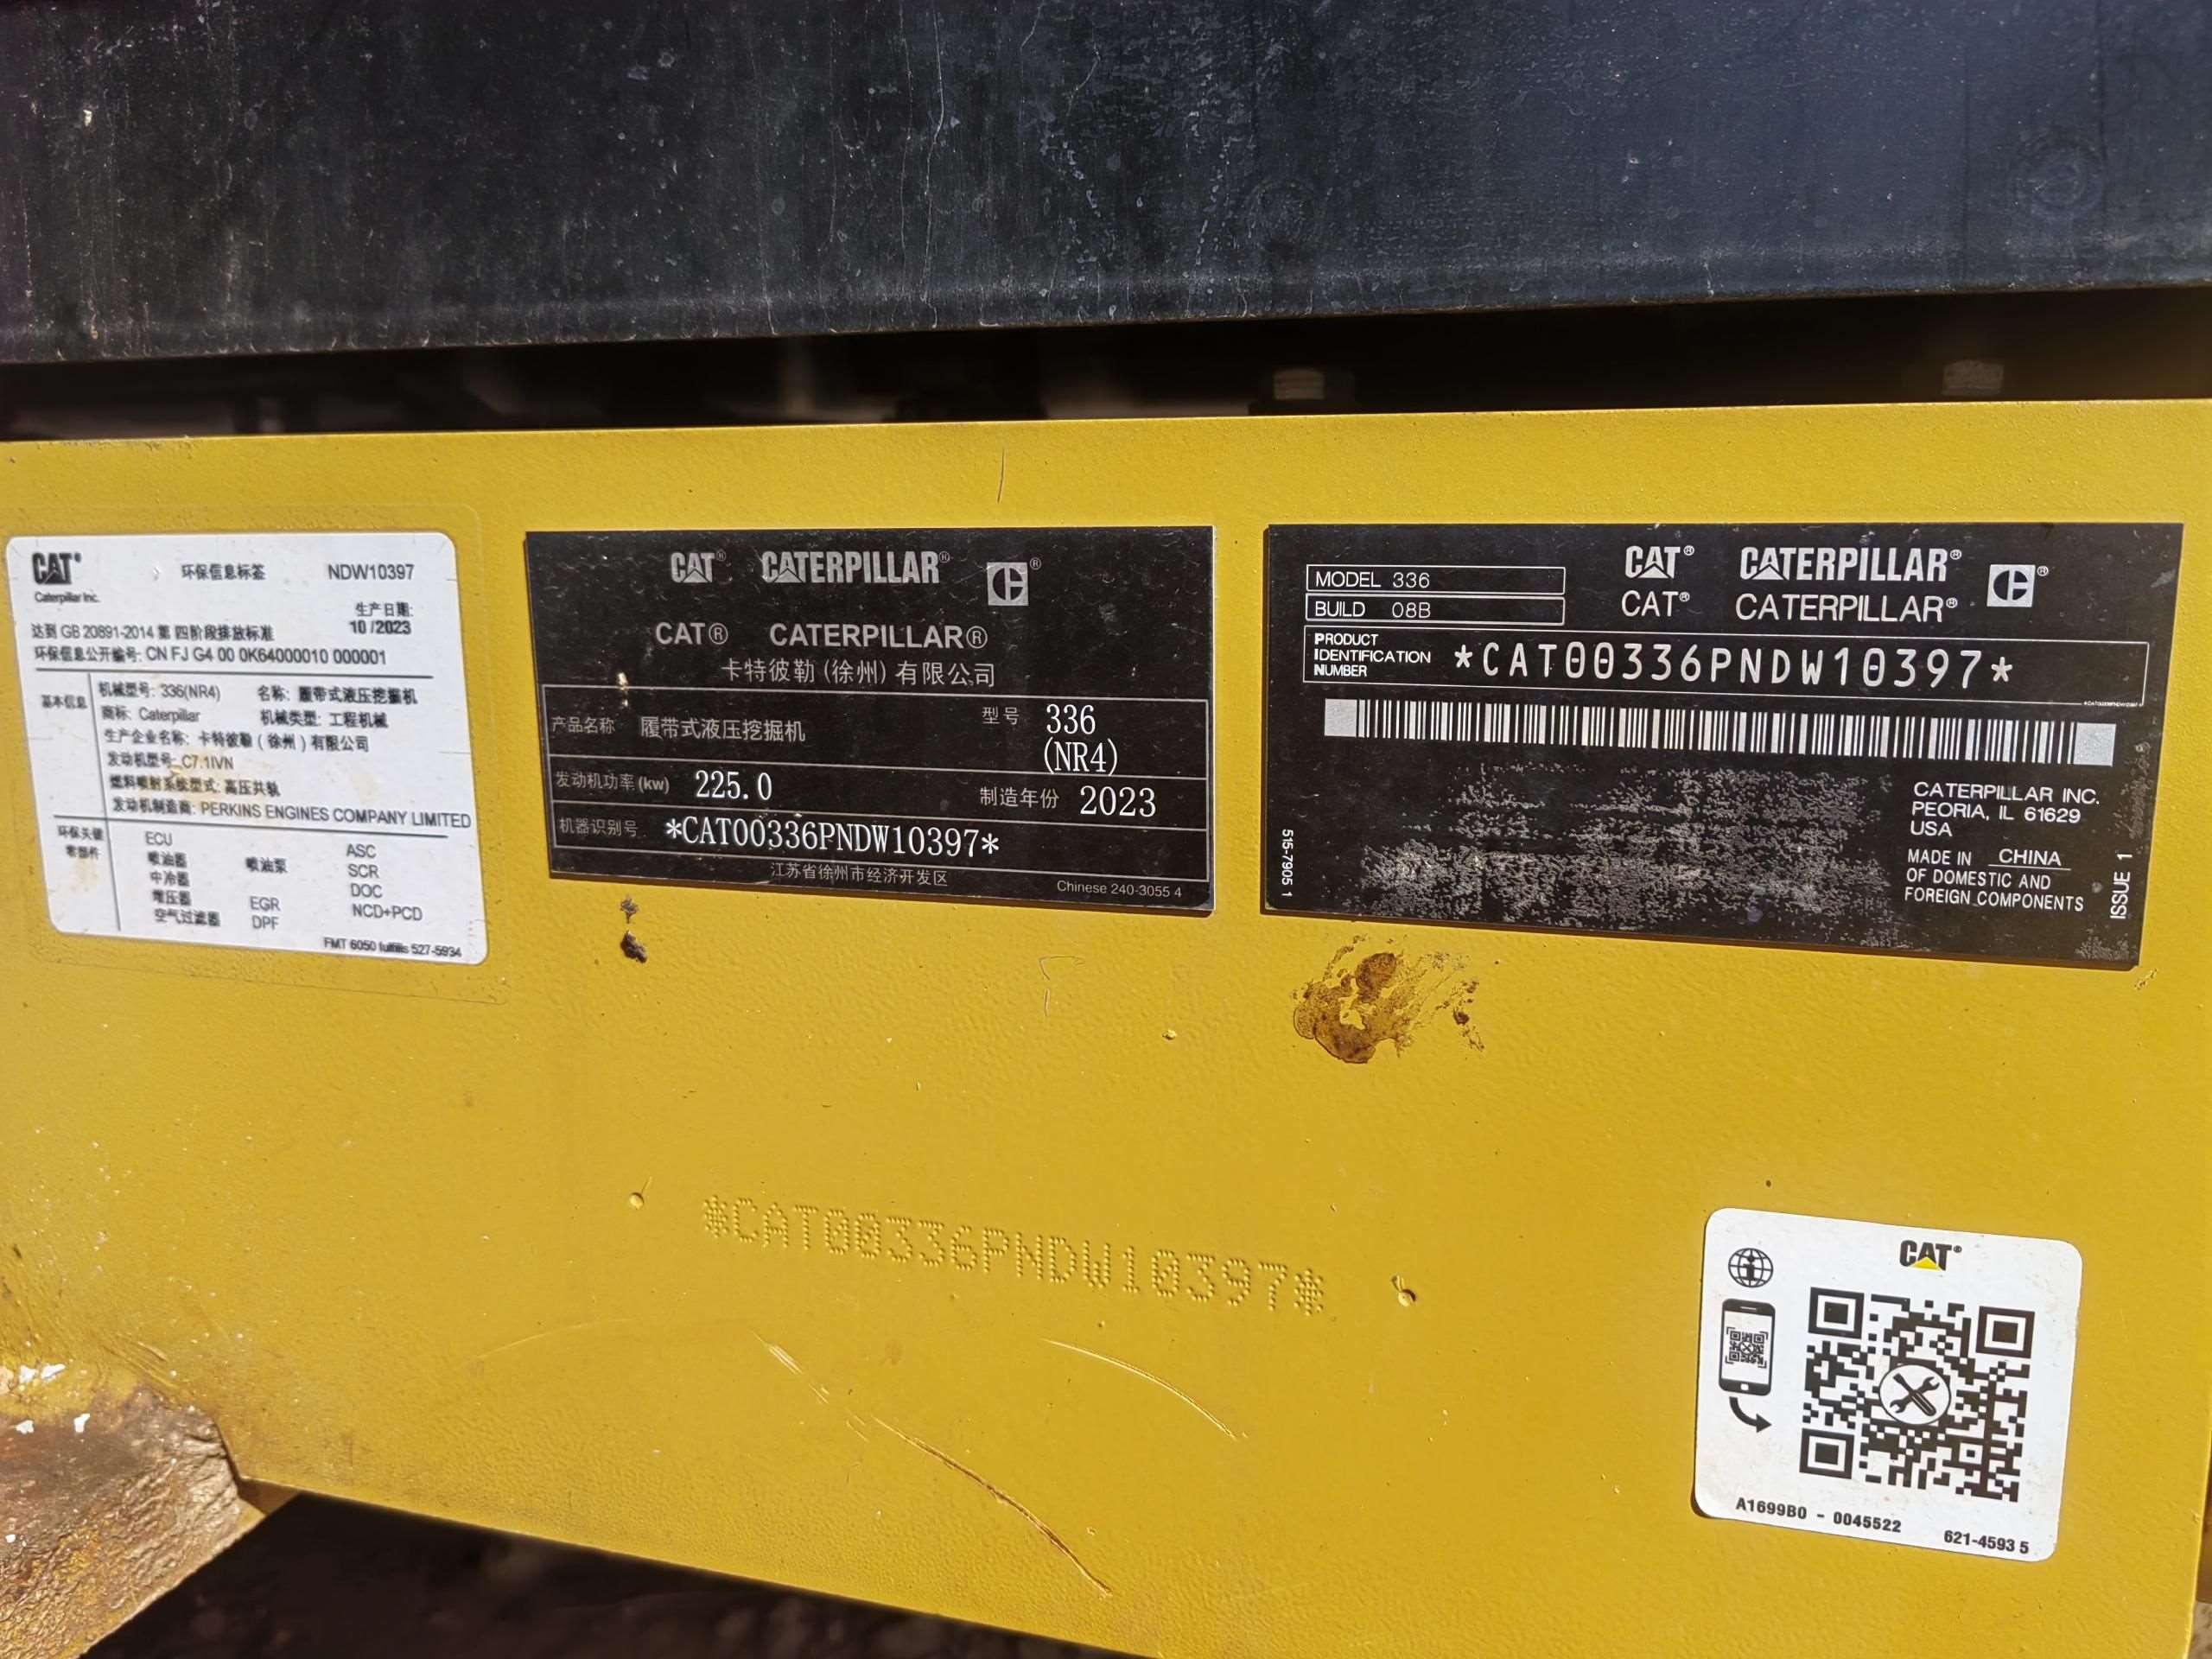 CAT® 环保信息标签 NDW10397
Caterpillar Inc.
生产日期:
10 /2023
达到 GB 20891-2014 第 四阶段排放标准
环保信息公开编号: CN FJ G4 00 0K64000010 000001
基本信息
机械型号: 336(NR4) 名称: 履带式液压挖掘机
商标: Caterpillar 机械类型: 工程机械
生产企业名称: 卡特彼勒（徐州）有限公司
发动机型号: C7.1IVN
燃料喷射系统型式: 高压共轨
发动机制造商: PERKINS ENGINES COMPANY LIMITED
环保关键
零部件
ECU ASC
喷油器 喷油泵 SCR
中冷器 DOC
增压器 EGR NCD+PCD
空气过滤器 DPF
FMT 6050 fulfills 527-5934
CAT® CATERPILLAR® ®
CAT® CATERPILLAR®
卡特彼勒 (徐州) 有限公司
产品名称 履带式液压挖掘机 型号 336
(NR4)
发动机功率(kw) 225.0 制造年份 2023
机器识别号 *CAT00336PNDW10397*
江苏省徐州市经济开发区
Chinese 240-3055 4
CAT® CATERPILLAR® ®
CAT® CATERPILLAR®
MODEL 336
BUILD 08B
PRODUCT
IDENTIFICATION
NUMBER
*CAT00336PNDW10397*
CATERPILLAR INC.
PEORIA, IL 61629
USA
MADE IN CHINA
OF DOMESTIC AND
FOREIGN COMPONENTS
515-7905 1
ISSUE 1
*CAT00336PNDW10397*
CAT®
A1699B0 - 0045522
621-4593 5